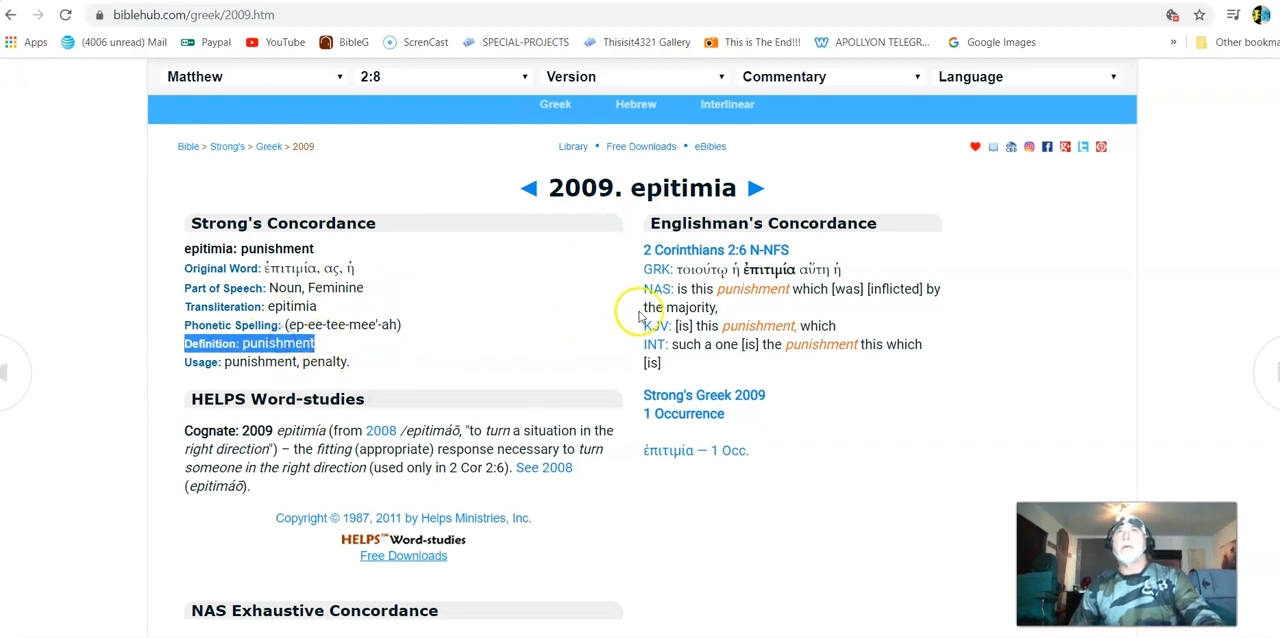 biblehub.com/greek/2009.htm
Apps (4006 unread) Mail Paypal YouTube BibleG ScrenCast SPECIAL-PROJECTS Thisisit4321 Gallery This is The End!!! APOLLYON TELEGR... Google Images » Other bookma
Matthew 2:8 Version Commentary Language
Greek Hebrew Interlinear
Bible > Strong's > Greek > 2009 Library • Free Downloads • eBibles
◄ 2009. epitimia ►
Strong's Concordance
epitimia: punishment
Original Word: ἐπιτιμία, ας, ἡ
Part of Speech: Noun, Feminine
Transliteration: epitimia
Phonetic Spelling: (ep-ee-tee-mee'-ah)
Definition: punishment
Usage: punishment, penalty.
HELPS Word-studies
Cognate: 2009 epitimía (from 2008 /epitimáō, "to turn a situation in the
right direction") – the fitting (appropriate) response necessary to turn
someone in the right direction (used only in 2 Cor 2:6). See 2008
(epitimáō).
Copyright © 1987, 2011 by Helps Ministries, Inc.
HELPS™ Word-studies
Free Downloads
NAS Exhaustive Concordance
Englishman's Concordance
2 Corinthians 2:6 N-NFS
GRK: τοιούτῳ ἡ ἐπιτιμία αὕτη ἡ
NAS: is this punishment which [was] [inflicted] by
the majority,
KJV: [is] this punishment, which
INT: such a one [is] the punishment this which
[is]
Strong's Greek 2009
1 Occurrence
ἐπιτιμία — 1 Occ.